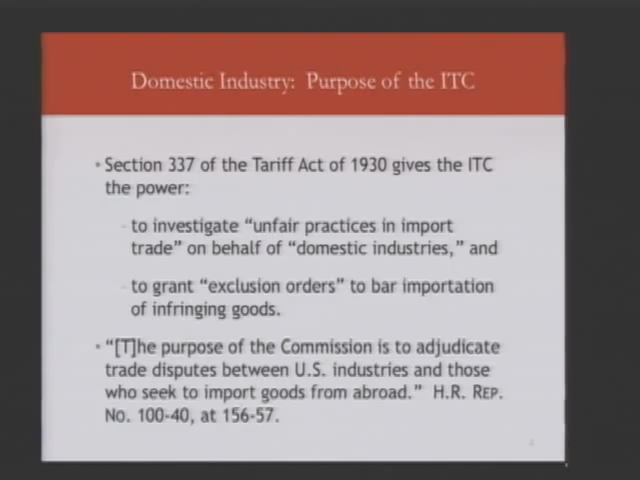 Domestic Industry: Purpose of the ITC
• Section 337 of the Tariff Act of 1930 gives the ITC
the power:
– to investigate “unfair practices in import
trade” on behalf of “domestic industries,” and
– to grant “exclusion orders” to bar importation
of infringing goods.
• “[T]he purpose of the Commission is to adjudicate
trade disputes between U.S. industries and those
who seek to import goods from abroad.” H.R. REP.
No. 100-40, at 156-57.